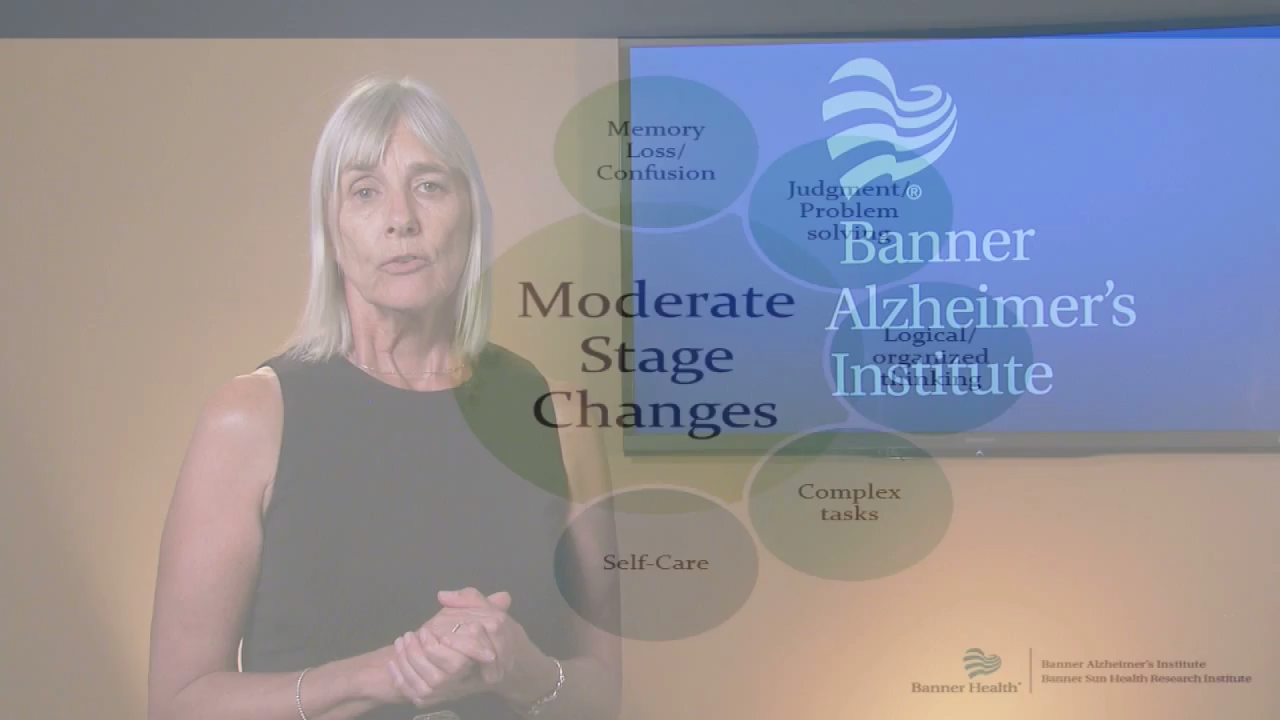 Memory
Loss/
Confusion
Judgment/
Problem
solving
Moderate
Stage
Changes
Logical/
organized
thinking
Complex
tasks
Self-Care
®
Banner
Alzheimer's
Institute
Banner Health®
Banner Alzheimer's Institute
Banner Sun Health Research Institute